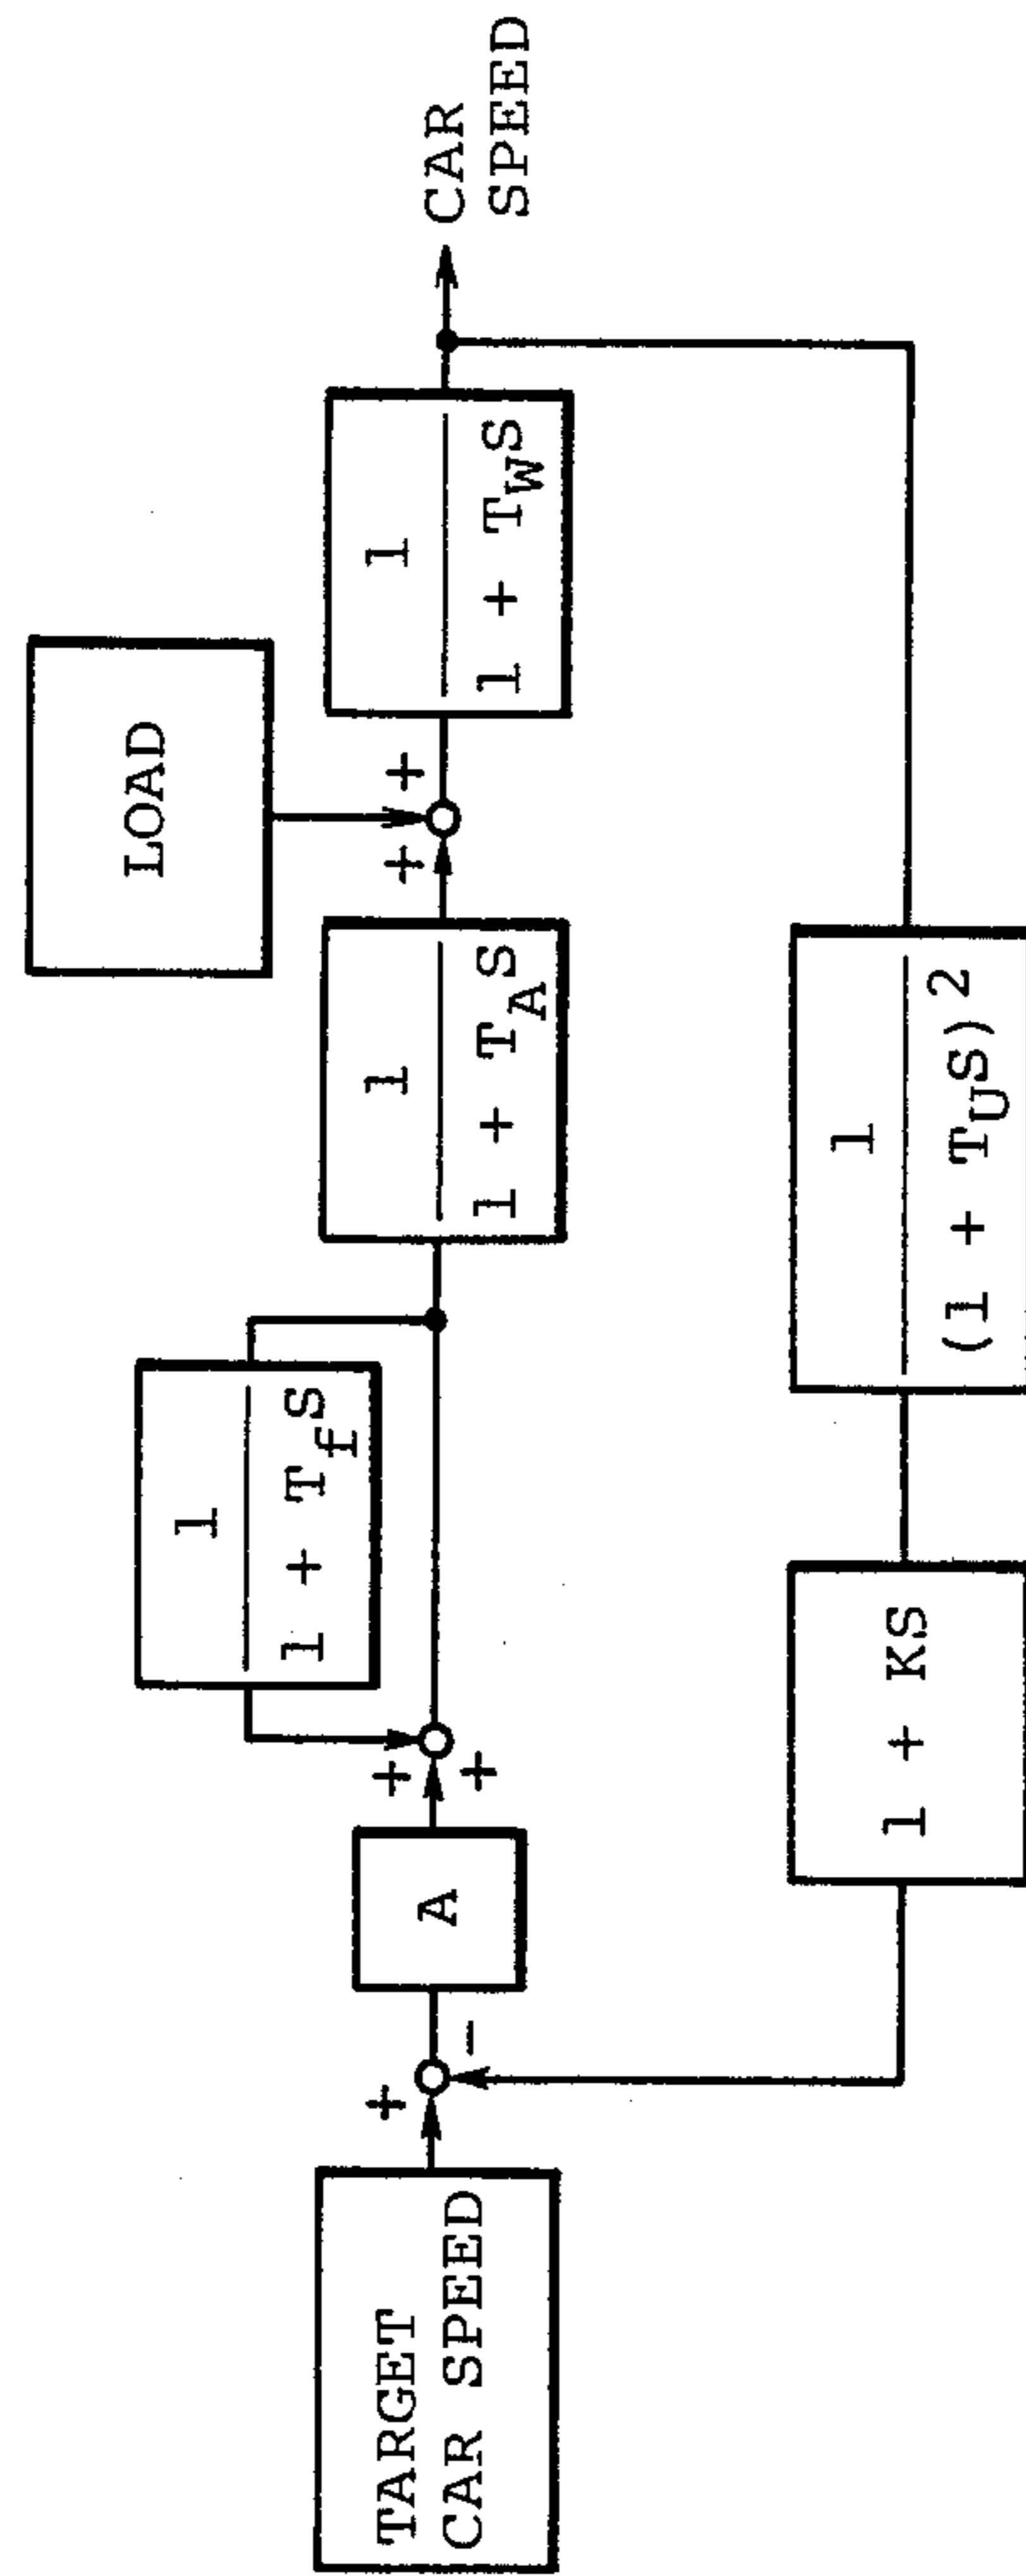 TARGET
CAR SPEED
+
-
A
+
+
1
1 + TfS
1
1 + TAS
+
+
LOAD
1
1 + TWS
CAR
SPEED
1 + KS
1
(1 + TUS)2